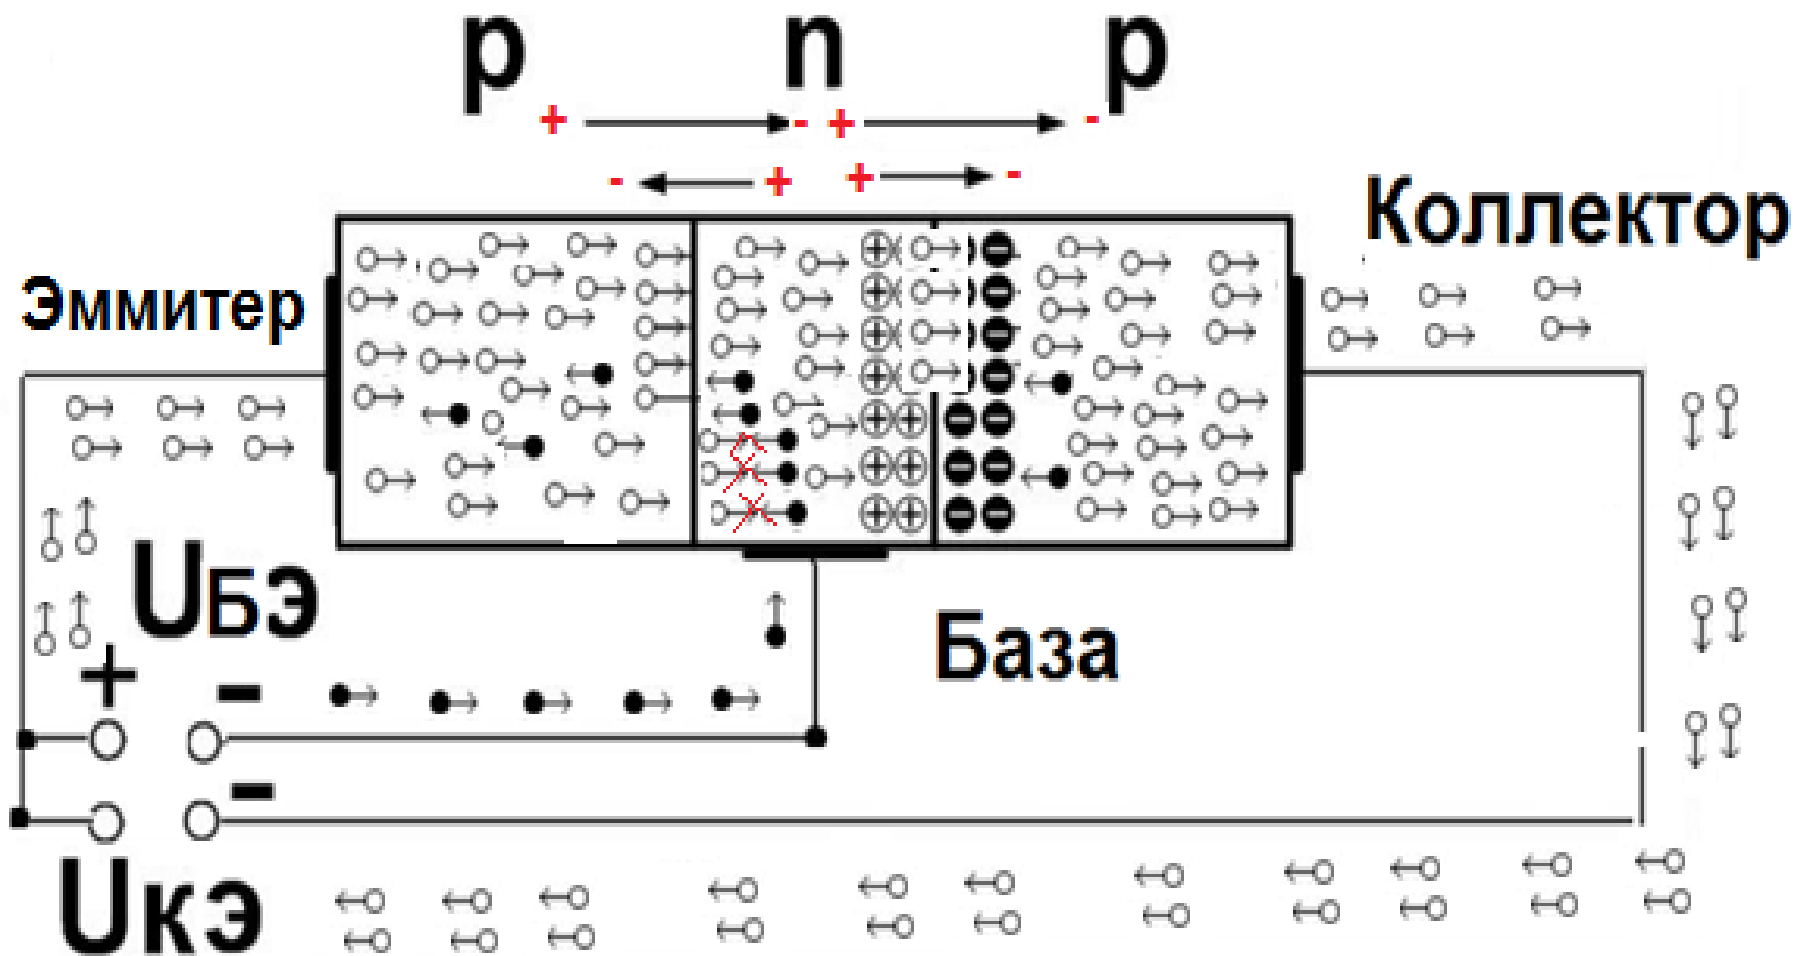 p n p
+ - + -
- + + -
Коллектор
Эммитер
UБЭ
База
+ -
-
UКЭ